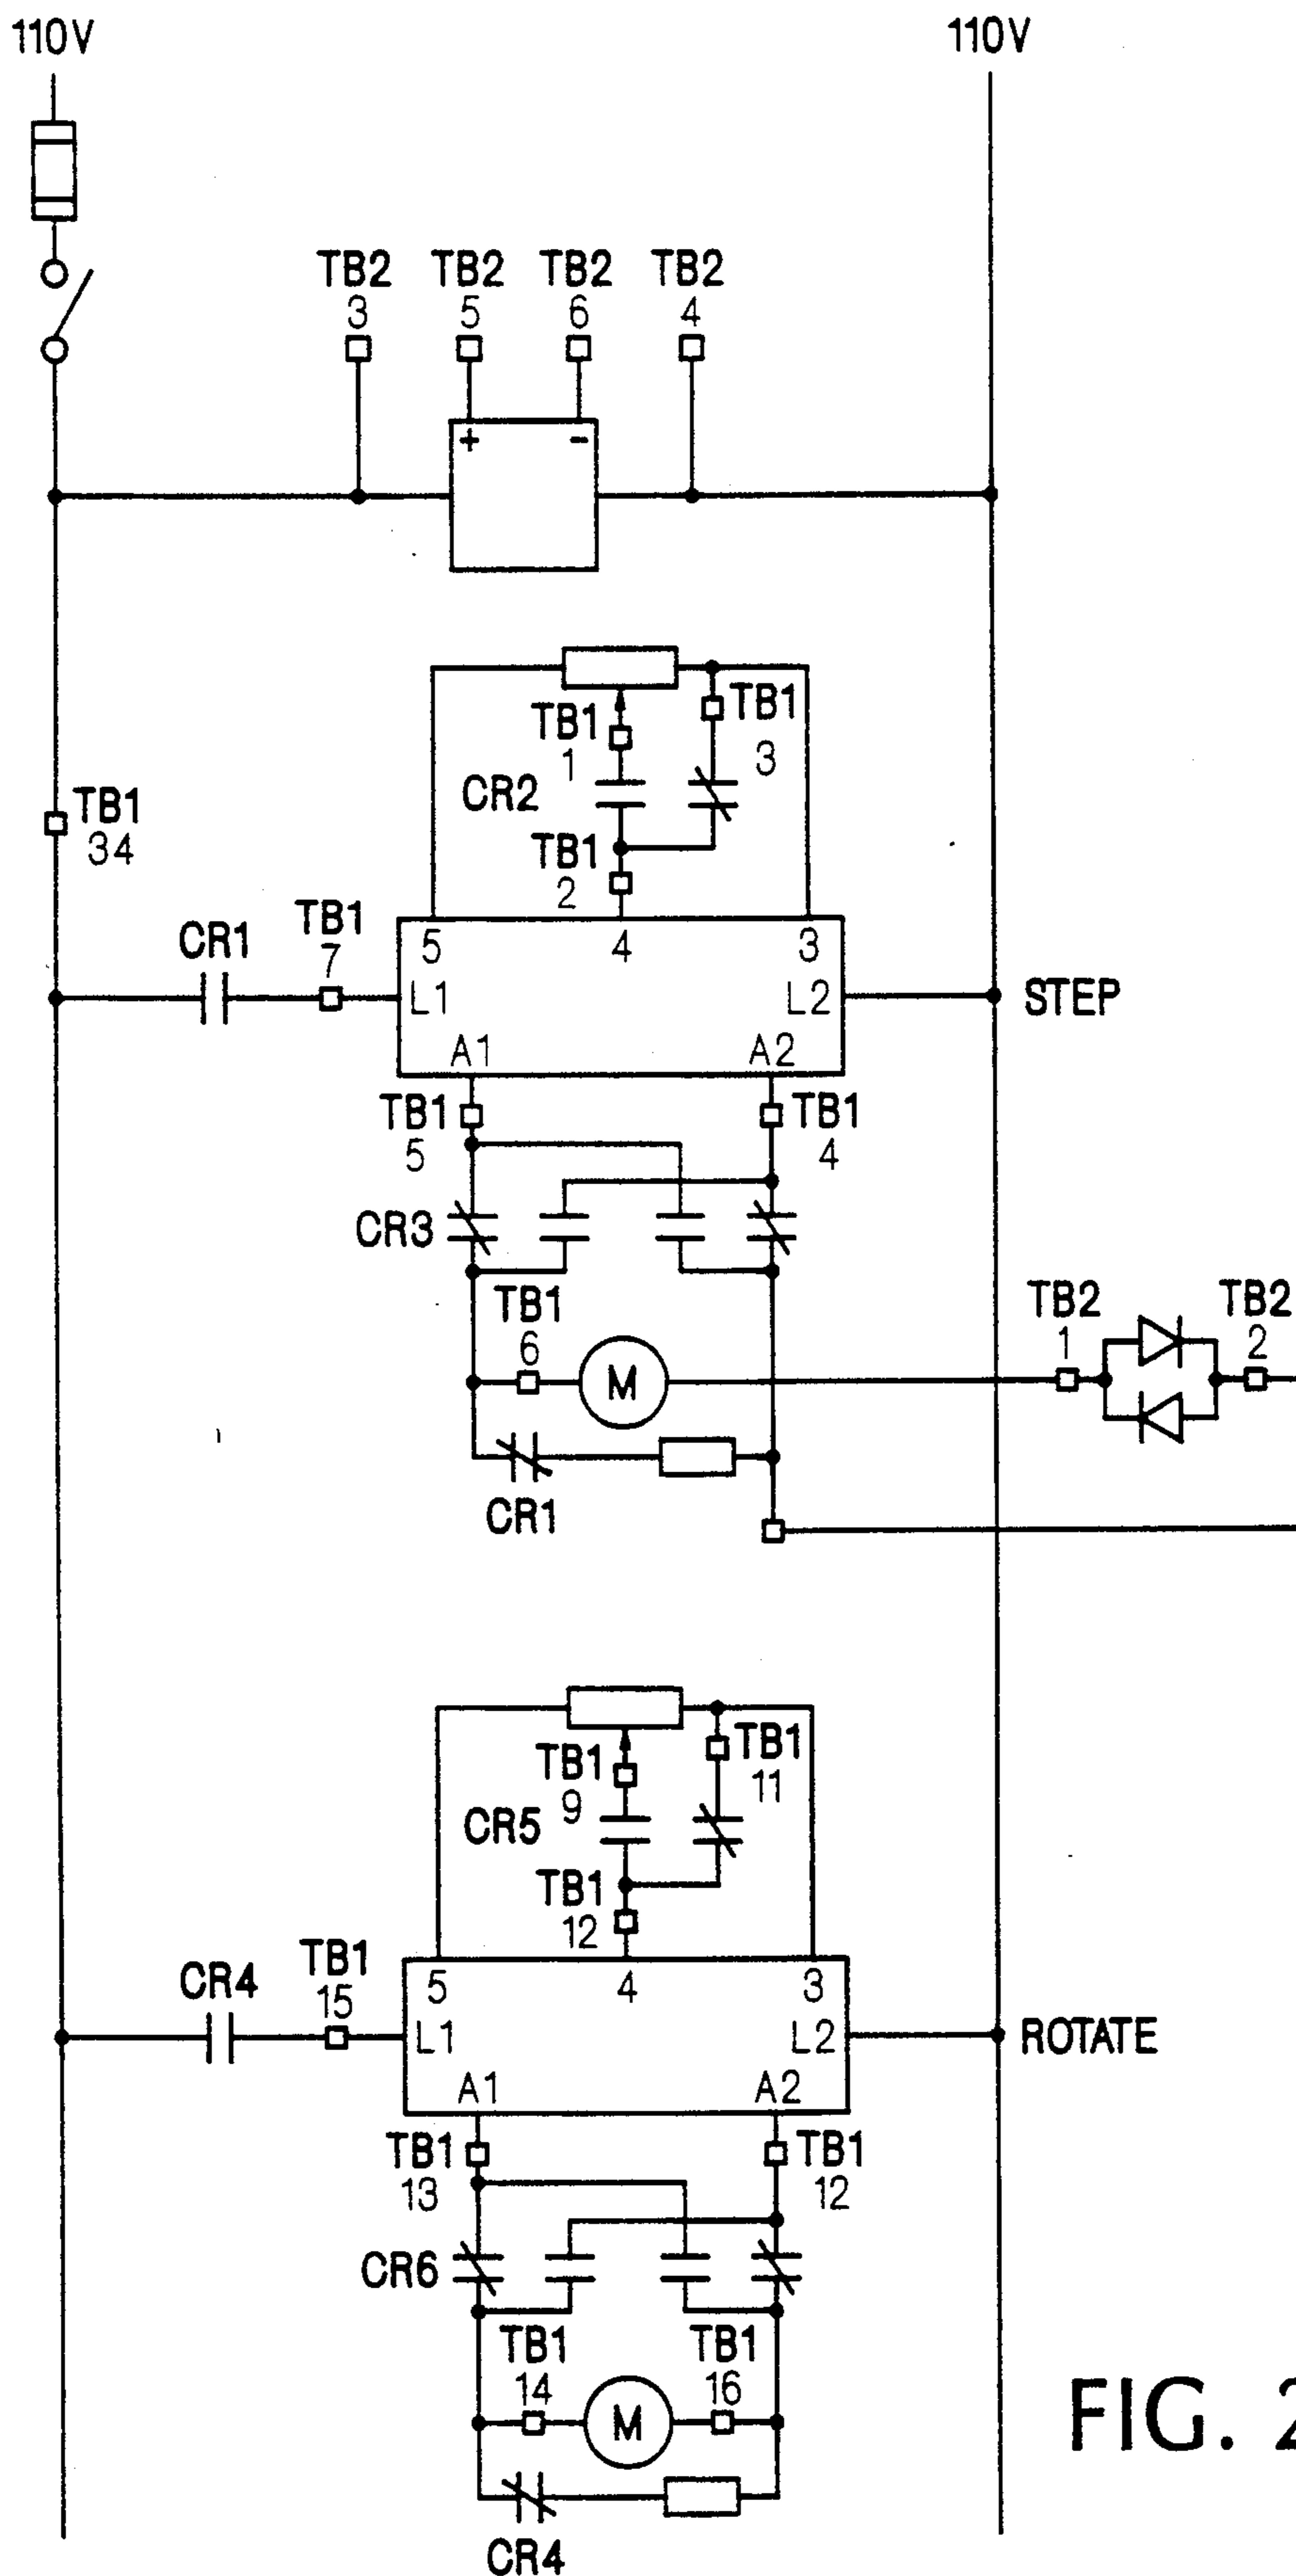 110V 110V
TB2 TB2 TB2 TB2
3 5 6 4
+ -
TB1
1
TB1
3
CR2
TB1
34
TB1
2
CR1
TB1
7
5 4 3
L1 L2
STEP
A1 A2
TB1
5
TB1
4
CR3
TB1
6
M
TB2
1
TB2
2
CR1
TB1
9
TB1
11
CR5
TB1
12
CR4
TB1
15
5 4 3
L1 L2
ROTATE
A1 A2
TB1
13
TB1
12
CR6
TB1
14
TB1
16
M
CR4
FIG. 2